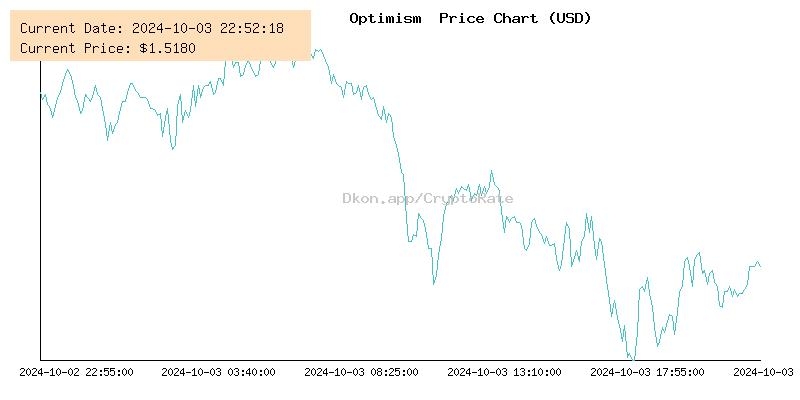 Optimism Price Chart (USD)
Current Date: 2024-10-03 22:52:18
Current Price: $1.5180
Dkon.app/CryptoRate
2024-10-02 22:55:00 2024-10-03 03:40:00 2024-10-03 08:25:00 2024-10-03 13:10:00 2024-10-03 17:55:00 2024-10-03